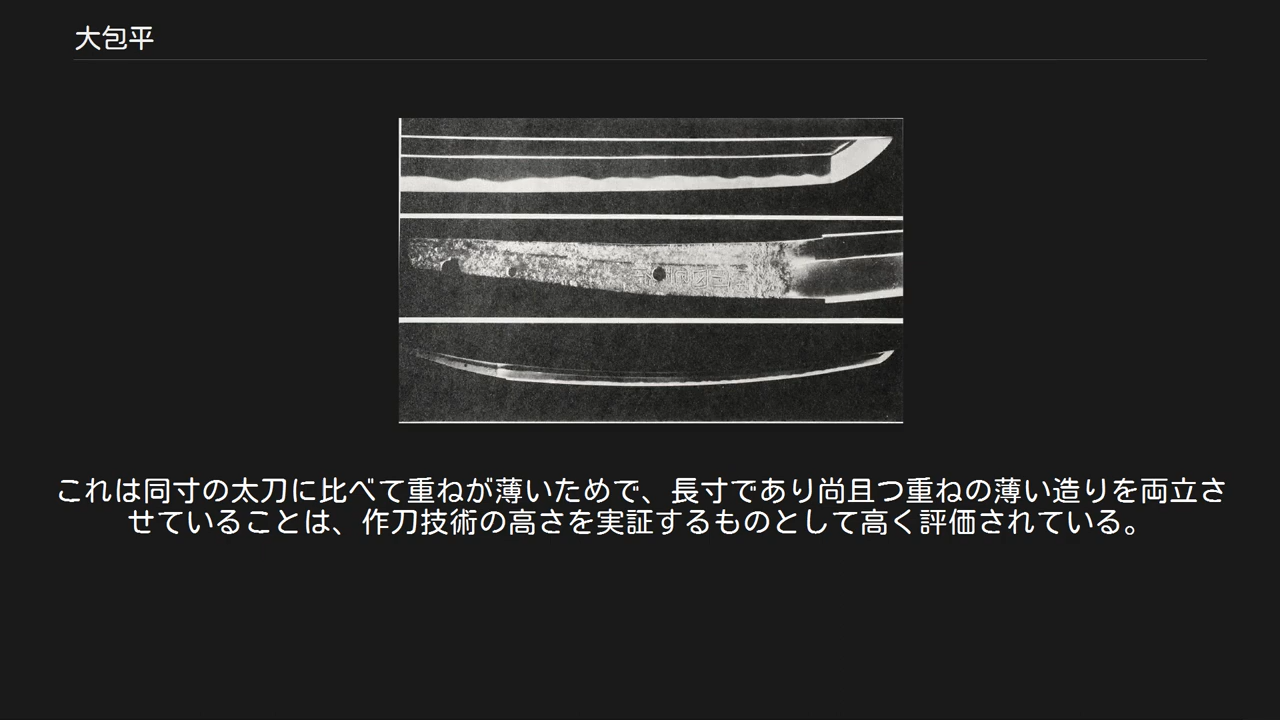 大包平
これは同寸の太刀に比べて重ねが薄いためで、長寸であり尚且つ重ねの薄い造りを両立さ
せていることは、作刀技術の高さを実証するものとして高く評価されている。